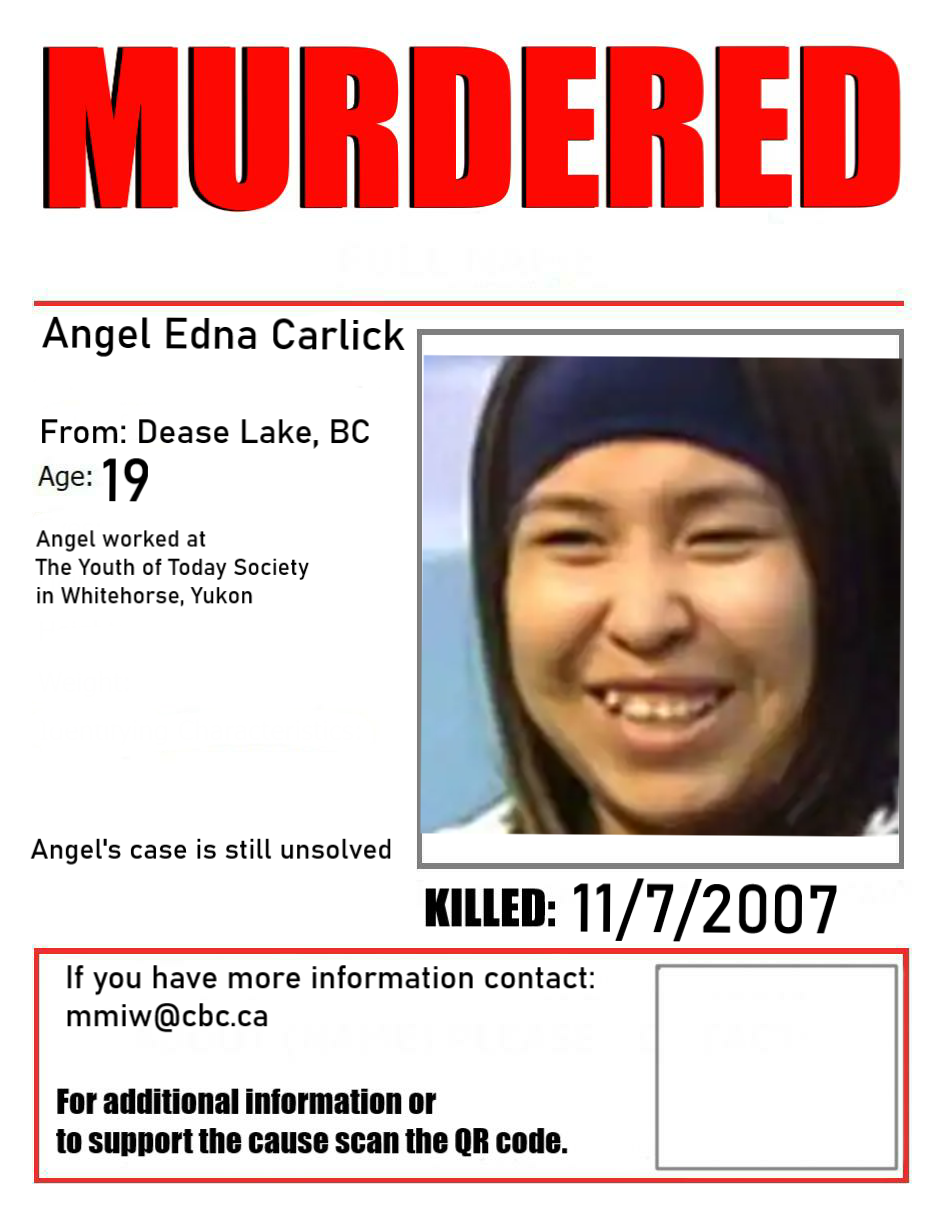 MURDERED
Angel Edna Carlick
From: Dease Lake, BC
Age: 19
Angel worked at
The Youth of Today Society
in Whitehorse, Yukon
Angel's case is still unsolved
KILLED: 11/7/2007
If you have more information contact:
mmiw@cbc.ca
For additional information or
to support the cause scan the QR code.